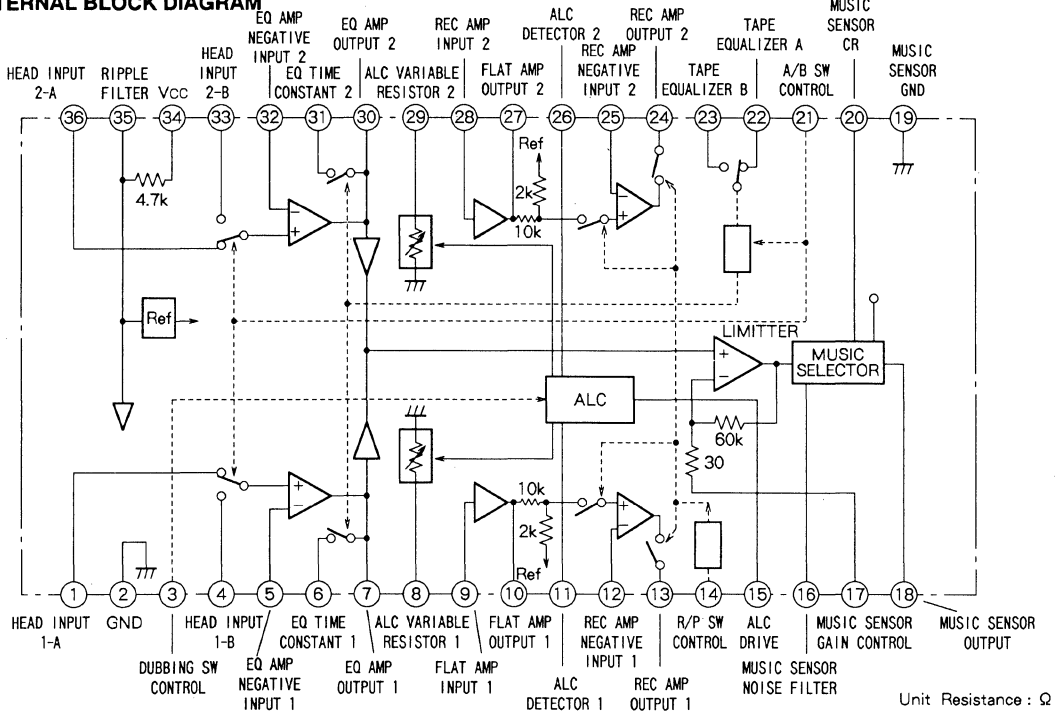 TERNAL BLOCK DIAGRAM
EQ AMP
NEGATIVE
INPUT 2
EQ AMP
OUTPUT 2
REC AMP
INPUT 2
ALC
DETECTOR 2
REC AMP
OUTPUT 2
TAPE
EQUALIZER A
MUSIC
SENSOR
CR
HEAD INPUT
2-A
RIPPLE
FILTER
VCC
HEAD
INPUT
2-B
EQ TIME
CONSTANT 2
ALC VARIABLE
RESISTOR 2
FLAT AMP
OUTPUT 2
REC AMP
NEGATIVE
INPUT 2
TAPE
EQUALIZER B
A/B SW
CONTROL
MUSIC
SENSOR
GND
36 35 34 33 32 31 30 29 28 27 26 25 24 23 22 21 20 19
4.7k
Ref
2k
10k
Ref
LIMITTER
MUSIC
SELECTOR
ALC
60k
30
10k
2k
Ref
1 2 3 4 5 6 7 8 9 10 11 12 13 14 15 16 17 18
HEAD INPUT
1-A
GND
DUBBING SW
CONTROL
HEAD INPUT
1-B
EQ AMP
NEGATIVE
INPUT 1
EQ TIME
CONSTANT 1
EQ AMP
OUTPUT 1
ALC VARIABLE
RESISTOR 1
FLAT AMP
INPUT 1
FLAT AMP
OUTPUT 1
ALC
DETECTOR 1
REC AMP
NEGATIVE
INPUT 1
REC AMP
OUTPUT 1
R/P SW
CONTROL
ALC
DRIVE
MUSIC SENSOR
NOISE FILTER
MUSIC SENSOR
GAIN CONTROL
MUSIC SENSOR
OUTPUT
Unit Resistance : Ω